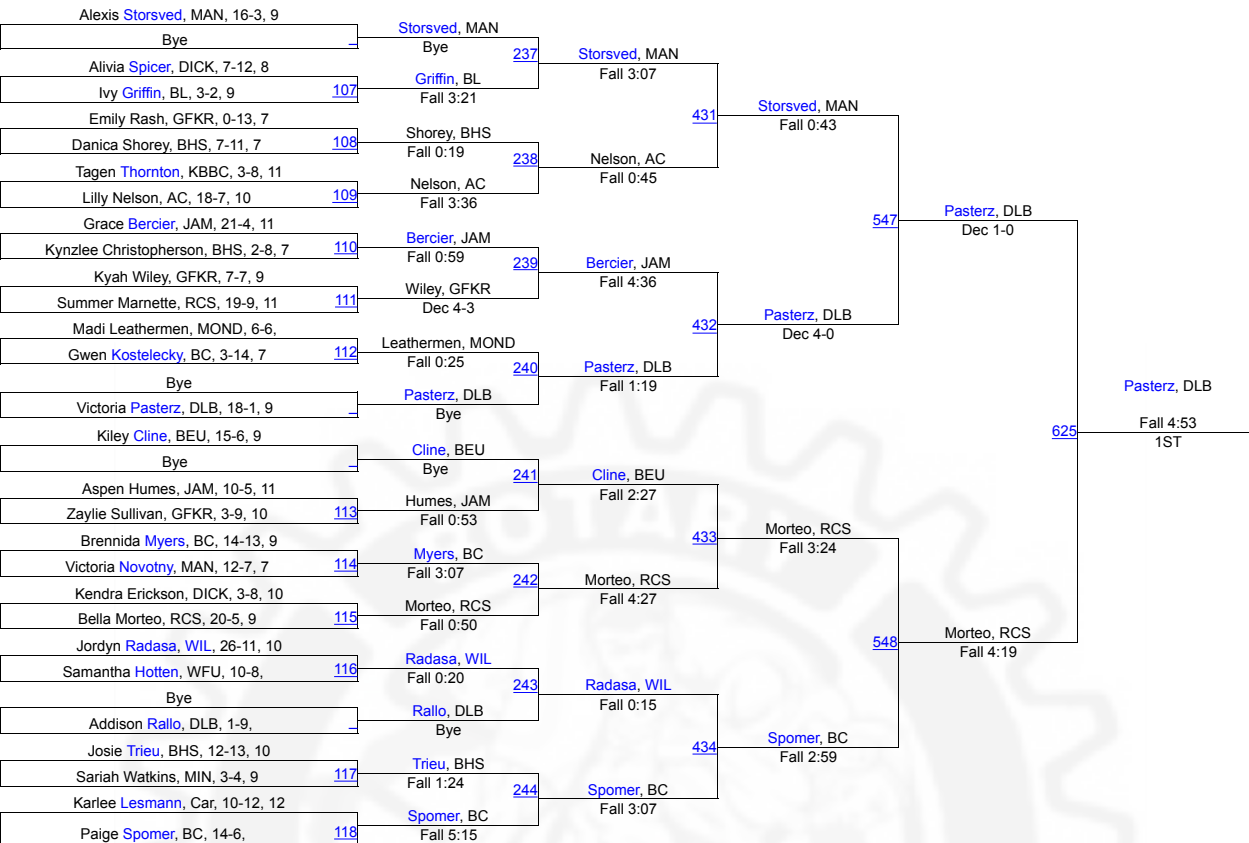 Alexis Storsved, MAN, 16-3, 9
Bye
Alivia Spicer, DICK, 7-12, 8
Ivy Griffin, BL, 3-2, 9
107
Emily Rash, GFKR, 0-13, 7
Danica Shorey, BHS, 7-11, 7
108
Tagen Thornton, KBBC, 3-8, 11
Lilly Nelson, AC, 18-7, 10
109
Grace Bercier, JAM, 21-4, 11
Kynzlee Christopherson, BHS, 2-8, 7
110
Kyah Wiley, GFKR, 7-7, 9
Summer Marnette, RCS, 19-9, 11
111
Madi Leathermen, MOND, 6-6,
Gwen Kostelecky, BC, 3-14, 7
112
Bye
Victoria Pasterz, DLB, 18-1, 9
Kiley Cline, BEU, 15-6, 9
Bye
Aspen Humes, JAM, 10-5, 11
Zaylie Sullivan, GFKR, 3-9, 10
113
Brennida Myers, BC, 14-13, 9
Victoria Novotny, MAN, 12-7, 7
114
Kendra Erickson, DICK, 3-8, 10
Bella Morteo, RCS, 20-5, 9
115
Jordyn Radasa, WIL, 26-11, 10
Samantha Hotten, WFU, 10-8,
116
Bye
Addison Rallo, DLB, 1-9,
Josie Trieu, BHS, 12-13, 10
Sariah Watkins, MIN, 3-4, 9
117
Karlee Lesmann, Car, 10-12, 12
Paige Spomer, BC, 14-6,
118
Storsved, MAN
Bye
237
Griffin, BL
Fall 3:21
Shorey, BHS
Fall 0:19
238
Nelson, AC
Fall 3:36
Bercier, JAM
Fall 0:59
239
Wiley, GFKR
Dec 4-3
Leathermen, MOND
Fall 0:25
240
Pasterz, DLB
Bye
Cline, BEU
Bye
241
Humes, JAM
Fall 0:53
Myers, BC
Fall 3:07
242
Morteo, RCS
Fall 0:50
Radasa, WIL
Fall 0:20
243
Rallo, DLB
Bye
Trieu, BHS
Fall 1:24
244
Spomer, BC
Fall 5:15
Storsved, MAN
Fall 3:07
431
Nelson, AC
Fall 0:45
Bercier, JAM
Fall 4:36
432
Pasterz, DLB
Fall 1:19
Cline, BEU
Fall 2:27
433
Morteo, RCS
Fall 4:27
Radasa, WIL
Fall 0:15
434
Spomer, BC
Fall 3:07
Storsved, MAN
Fall 0:43
547
Pasterz, DLB
Dec 4-0
Morteo, RCS
Fall 3:24
548
Spomer, BC
Fall 2:59
Pasterz, DLB
Dec 1-0
625
Morteo, RCS
Fall 4:19
Pasterz, DLB
Fall 4:53
1ST
ROTARY